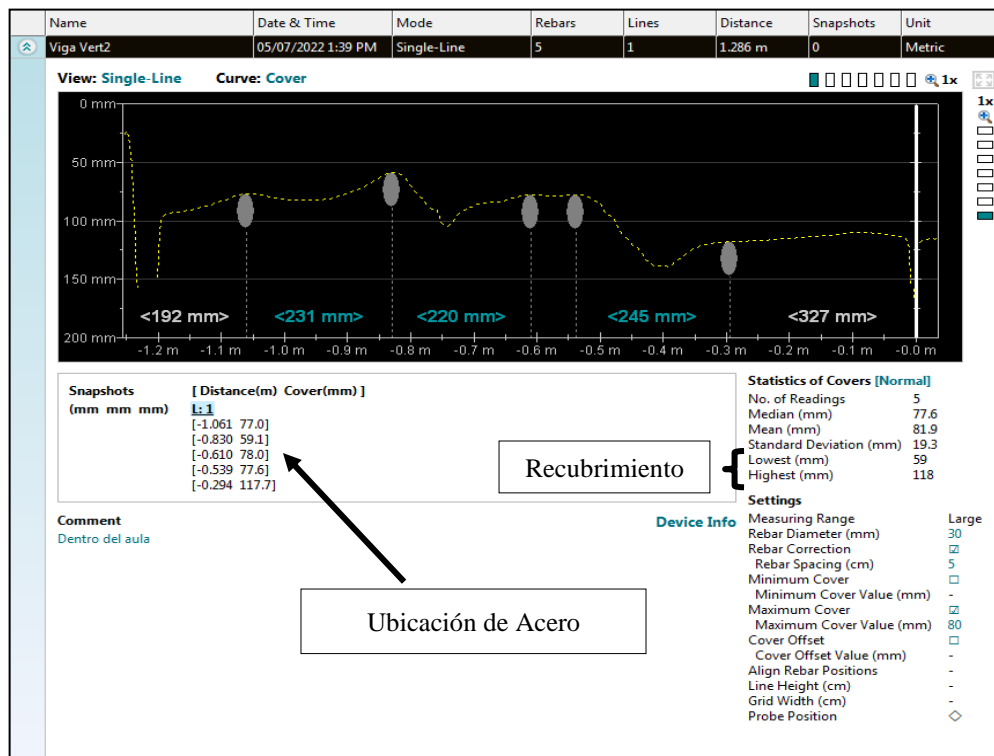 Name Date & Time Mode Rebars Lines Distance Snapshots Unit
Viga Vert2 05/07/2022 1:39 PM Single-Line 5 1 1.286 m 0 Metric
View: Single-Line Curve: Cover 1x
1x
0 mm
50 mm
100 mm
150 mm
<192 mm> <231 mm> <220 mm> <245 mm> <327 mm>
200 mm
-1.2 m -1.1 m -1.0 m -0.9 m -0.8 m -0.7 m -0.6 m -0.5 m -0.4 m -0.3 m -0.2 m -0.1 m -0.0 m
Snapshots [ Distance(m) Cover(mm) ]
(mm mm mm) L: 1
[-1.061 77.0]
[-0.830 59.1]
[-0.610 78.0]
[-0.539 77.6]
[-0.294 117.7]
Recubrimiento
Statistics of Covers [Normal]
No. of Readings 5
Median (mm) 77.6
Mean (mm) 81.9
Standard Deviation (mm) 19.3
Lowest (mm) 59
Highest (mm) 118
Comment
Dentro del aula
Device Info
Ubicación de Acero
Settings
Measuring Range Large
Rebar Diameter (mm) 30
Rebar Correction ☑
Rebar Spacing (cm) 5
Minimum Cover ☐
Minimum Cover Value (mm) -
Maximum Cover ☑
Maximum Cover Value (mm) 80
Cover Offset ☐
Cover Offset Value (mm) -
Align Rebar Positions -
Line Height (cm) -
Grid Width (cm) -
Probe Position ◇